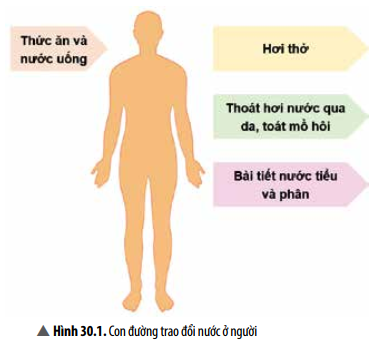 Thức ăn và
nước uống
Hơi thở
Thoát hơi nước qua
da, toát mồ hôi
Bài tiết nước tiểu
và phân
▲ Hình 30.1. Con đường trao đổi nước ở người